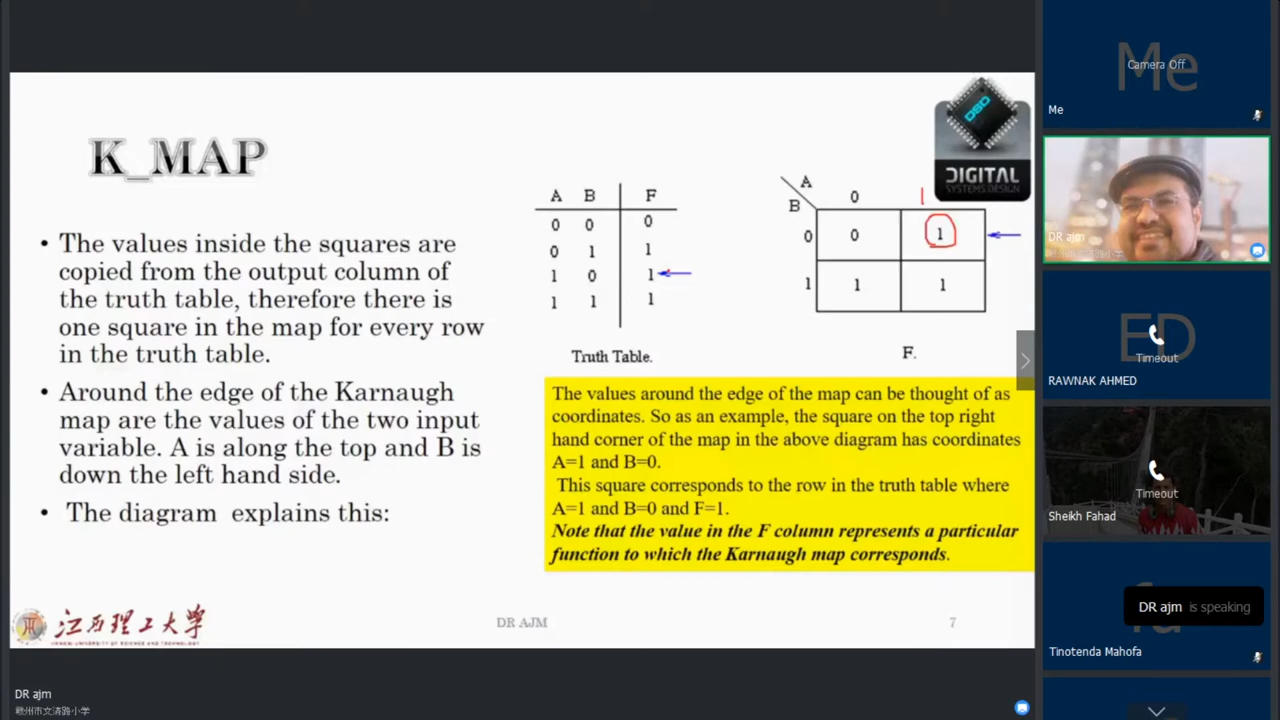 K_MAP
• The values inside the squares are
copied from the output column of
the truth table, therefore there is
one square in the map for every row
in the truth table.
• Around the edge of the Karnaugh
map are the values of the two input
variable. A is along the top and B is
down the left hand side.
• The diagram explains this:
A B F
0 0 0
0 1 1
1 0 1
1 1 1
Truth Table.
A
B
0 1
0 0 1
1 1 1
F.
DSD
DIGITAL
SYSTEMS DESIGN
The values around the edge of the map can be thought of as
coordinates. So as an example, the square on the top right
hand corner of the map in the above diagram has coordinates
A=1 and B=0.
This square corresponds to the row in the truth table where
A=1 and B=0 and F=1.
Note that the value in the F column represents a particular
function to which the Karnaugh map corresponds.
江西理工大学
JIANGXI UNIVERSITY OF SCIENCE AND TECHNOLOGY
DR AJM
7
DR ajm
赣州市文清路小学
Me
Camera Off
Me
DR ajm
ED
Timeout
RAWNAK AHMED
Timeout
Sheikh Fahad
DR ajm is speaking
Tinotenda Mahofa